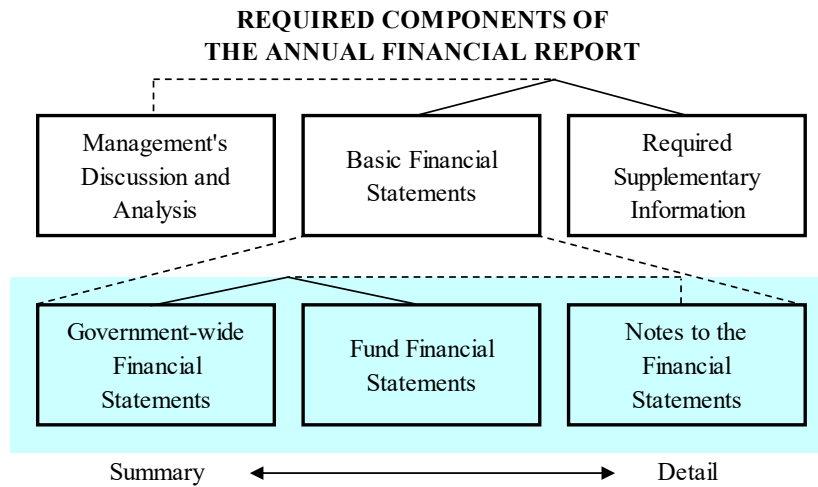 REQUIRED COMPONENTS OF
THE ANNUAL FINANCIAL REPORT
Management's
Discussion and
Analysis
Basic Financial
Statements
Required
Supplementary
Information
Government-wide
Financial
Statements
Fund Financial
Statements
Notes to the
Financial
Statements
Summary
Detail